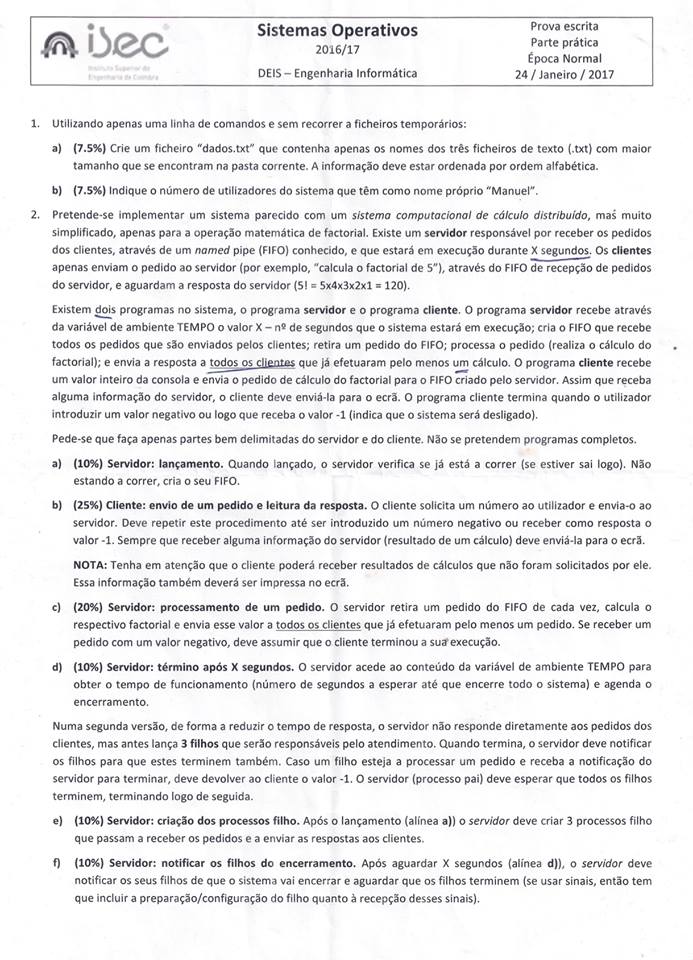 isec
Instituto Superior de
Engenharia de Coimbra
Sistemas Operativos
2016/17
DEIS – Engenharia Informática
Prova escrita
Parte prática
Época Normal
24 / Janeiro / 2017
1. Utilizando apenas uma linha de comandos e sem recorrer a ficheiros temporários:
a) (7.5%) Crie um ficheiro “dados.txt” que contenha apenas os nomes dos três ficheiros de texto (.txt) com maior
tamanho que se encontram na pasta corrente. A informação deve estar ordenada por ordem alfabética.
b) (7.5%) Indique o número de utilizadores do sistema que têm como nome próprio “Manuel”.
2. Pretende-se implementar um sistema parecido com um sistema computacional de cálculo distribuído, mas muito
simplificado, apenas para a operação matemática de factorial. Existe um servidor responsável por receber os pedidos
dos clientes, através de um named pipe (FIFO) conhecido, e que estará em execução durante X segundos. Os clientes
apenas enviam o pedido ao servidor (por exemplo, “calcula o factorial de 5”), através do FIFO de recepção de pedidos
do servidor, e aguardam a resposta do servidor (5! = 5x4x3x2x1 = 120).
Existem dois programas no sistema, o programa servidor e o programa cliente. O programa servidor recebe através
da variável de ambiente TEMPO o valor X – nº de segundos que o sistema estará em execução; cria o FIFO que recebe
todos os pedidos que são enviados pelos clientes; retira um pedido do FIFO; processa o pedido (realiza o cálculo do
factorial); e envia a resposta a todos os clientes que já efetuaram pelo menos um cálculo. O programa cliente recebe
um valor inteiro da consola e envia o pedido de cálculo do factorial para o FIFO criado pelo servidor. Assim que receba
alguma informação do servidor, o cliente deve enviá-la para o ecrã. O programa cliente termina quando o utilizador
introduzir um valor negativo ou logo que receba o valor -1 (indica que o sistema será desligado).
Pede-se que faça apenas partes bem delimitadas do servidor e do cliente. Não se pretendem programas completos.
a) (10%) Servidor: lançamento. Quando lançado, o servidor verifica se já está a correr (se estiver sai logo). Não
estando a correr, cria o seu FIFO.
b) (25%) Cliente: envio de um pedido e leitura da resposta. O cliente solicita um número ao utilizador e envia-o ao
servidor. Deve repetir este procedimento até ser introduzido um número negativo ou receber como resposta o
valor -1. Sempre que receber alguma informação do servidor (resultado de um cálculo) deve enviá-la para o ecrã.
NOTA: Tenha em atenção que o cliente poderá receber resultados de cálculos que não foram solicitados por ele.
Essa informação também deverá ser impressa no ecrã.
c) (20%) Servidor: processamento de um pedido. O servidor retira um pedido do FIFO de cada vez, calcula o
respectivo factorial e envia esse valor a todos os clientes que já efetuaram pelo menos um pedido. Se receber um
pedido com um valor negativo, deve assumir que o cliente terminou a sua execução.
d) (10%) Servidor: término após X segundos. O servidor acede ao conteúdo da variável de ambiente TEMPO para
obter o tempo de funcionamento (número de segundos a esperar até que encerre todo o sistema) e agenda o
encerramento.
Numa segunda versão, de forma a reduzir o tempo de resposta, o servidor não responde diretamente aos pedidos dos
clientes, mas antes lança 3 filhos que serão responsáveis pelo atendimento. Quando termina, o servidor deve notificar
os filhos para que estes terminem também. Caso um filho esteja a processar um pedido e receba a notificação do
servidor para terminar, deve devolver ao cliente o valor -1. O servidor (processo pai) deve esperar que todos os filhos
terminem, terminando logo de seguida.
e) (10%) Servidor: criação dos processos filho. Após o lançamento (alínea a)) o servidor deve criar 3 processos filho
que passam a receber os pedidos e a enviar as respostas aos clientes.
f) (10%) Servidor: notificar os filhos do encerramento. Após aguardar X segundos (alínea d)), o servidor deve
notificar os seus filhos de que o sistema vai encerrar e aguardar que os filhos terminem (se usar sinais, então tem
que incluir a preparação/configuração do filho quanto à recepção desses sinais).